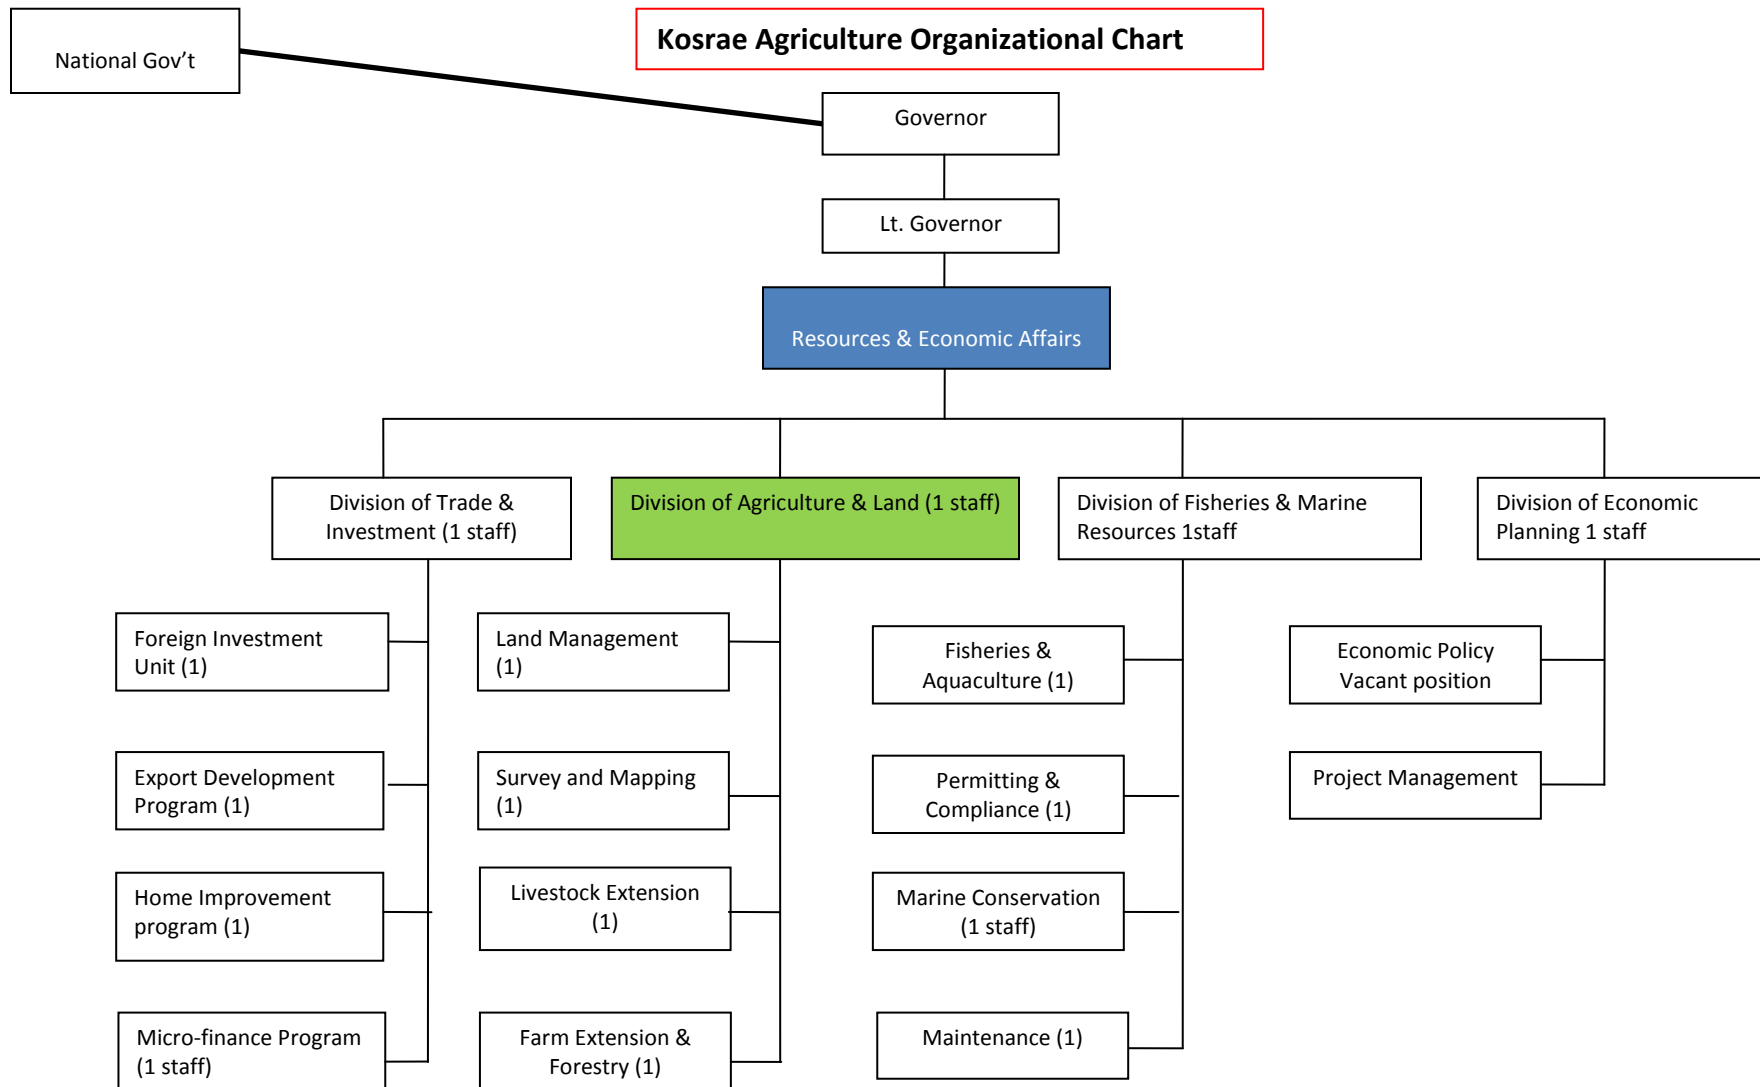 National Gov’t
Kosrae Agriculture Organizational Chart
Governor
Lt. Governor
Resources & Economic Affairs
Division of Trade &
Investment (1 staff)
Division of Agriculture & Land (1 staff)
Division of Fisheries & Marine
Resources 1staff
Division of Economic
Planning 1 staff
Foreign Investment
Unit (1)
Export Development
Program (1)
Home Improvement
program (1)
Micro-finance Program
(1 staff)
Land Management
(1)
Survey and Mapping
(1)
Livestock Extension
(1)
Farm Extension &
Forestry (1)
Fisheries &
Aquaculture (1)
Permitting &
Compliance (1)
Marine Conservation
(1 staff)
Maintenance (1)
Economic Policy
Vacant position
Project Management